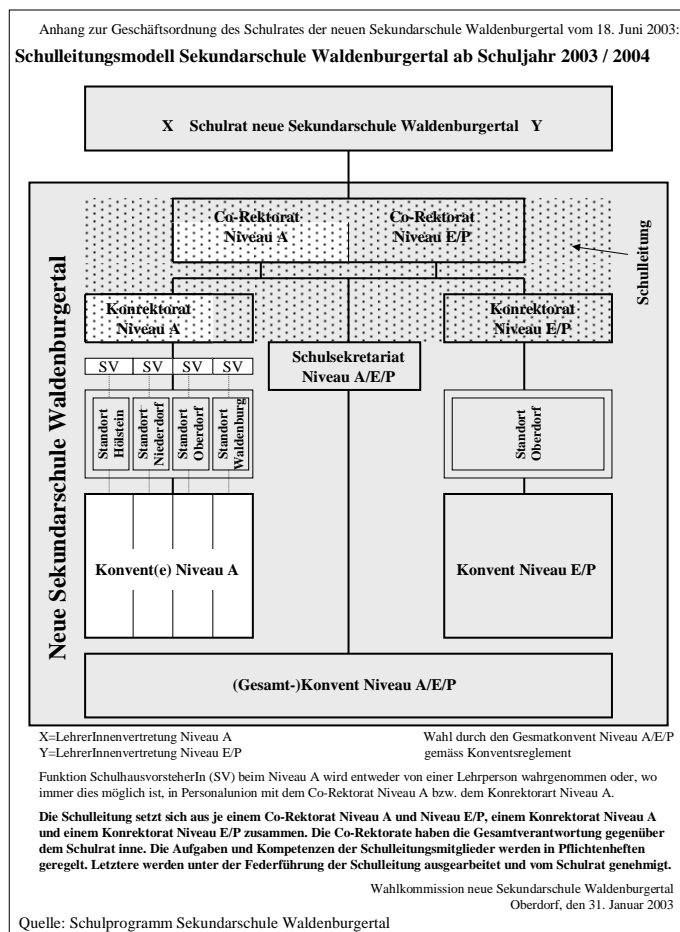 Anhang zur Geschäftsordnung des Schulrates der neuen Sekundarschule Waldenburgertal vom 18. Juni 2003:
Schulleitungsmodell Sekundarschule Waldenburgertal ab Schuljahr 2003 / 2004
X Schulrat neue Sekundarschule Waldenburgertal Y
Neue Sekundarschule Waldenburgertal
Co-Rektorat
Niveau A
Co-Rektorat
Niveau E/P
Schulleitung
Konrektorat
Niveau A
Konrektorat
Niveau E/P
Schulsekretariat
Niveau A/E/P
SV SV SV SV
Standort
Hölstein
Standort
Niederdorf
Standort
Oberdorf
Standort
Waldenburg
Standort
Oberdorf
Konvent(e) Niveau A
Konvent Niveau E/P
(Gesamt-)Konvent Niveau A/E/P
X=LehrerInnenvertretung Niveau A
Y=LehrerInnenvertretung Niveau E/P
Wahl durch den Gesmatkonvent Niveau A/E/P
gemäss Konventsreglement
Funktion SchulhausvorsteherIn (SV) beim Niveau A wird entweder von einer Lehrperson wahrgenommen oder, wo
immer dies möglich ist, in Personalunion mit dem Co-Rektorat Niveau A bzw. dem Konrektorart Niveau A.
Die Schulleitung setzt sich aus je einem Co-Rektorat Niveau A und Niveau E/P, einem Konrektorat Niveau A
und einem Konrektorat Niveau E/P zusammen. Die Co-Rektorate haben die Gesamtverantwortung gegenüber
dem Schulrat inne. Die Aufgaben und Kompetenzen der Schulleitungsmitglieder werden in Pflichtenheften
geregelt. Letztere werden unter der Federführung der Schulleitung ausgearbeitet und vom Schulrat genehmigt.
Wahlkommission neue Sekundarschule Waldenburgertal
Oberdorf, den 31. Januar 2003
Quelle: Schulprogramm Sekundarschule Waldenburgertal